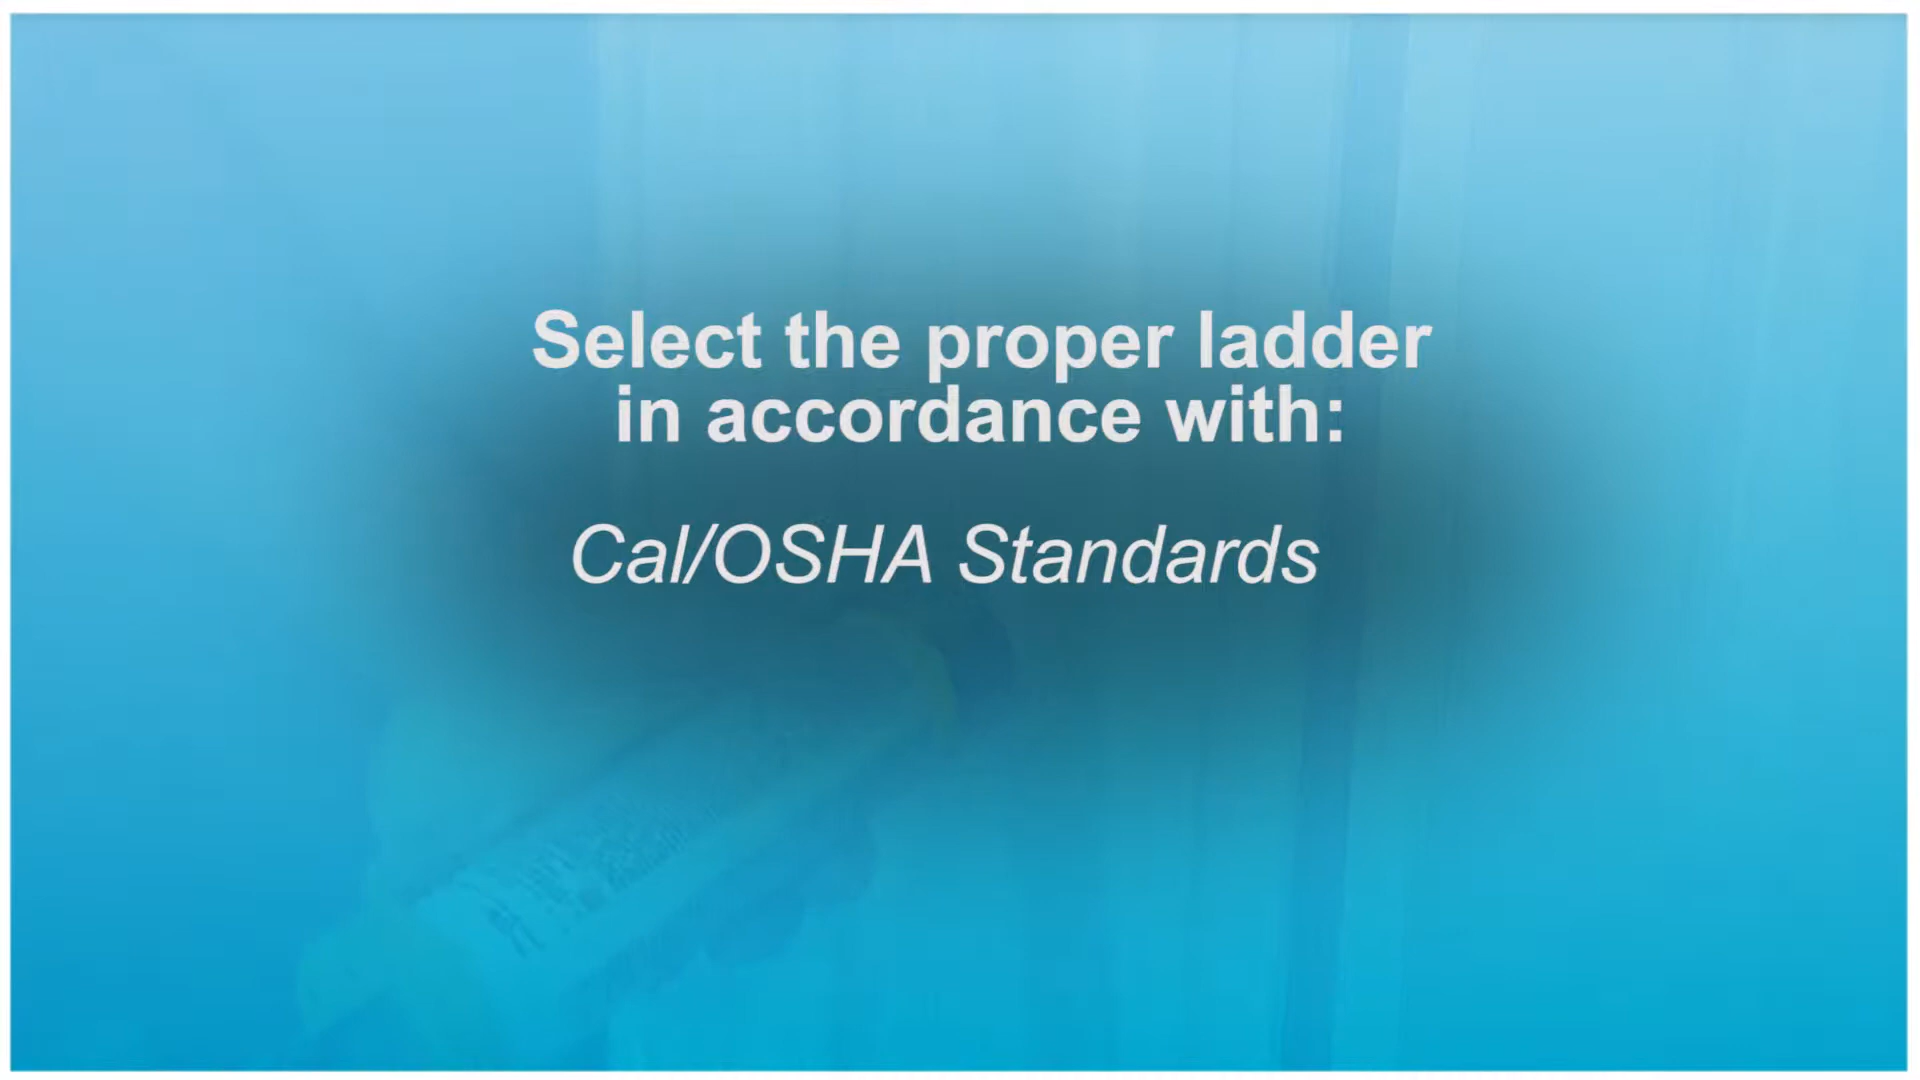 Select the proper ladder
in accordance with:
Cal/OSHA Standards